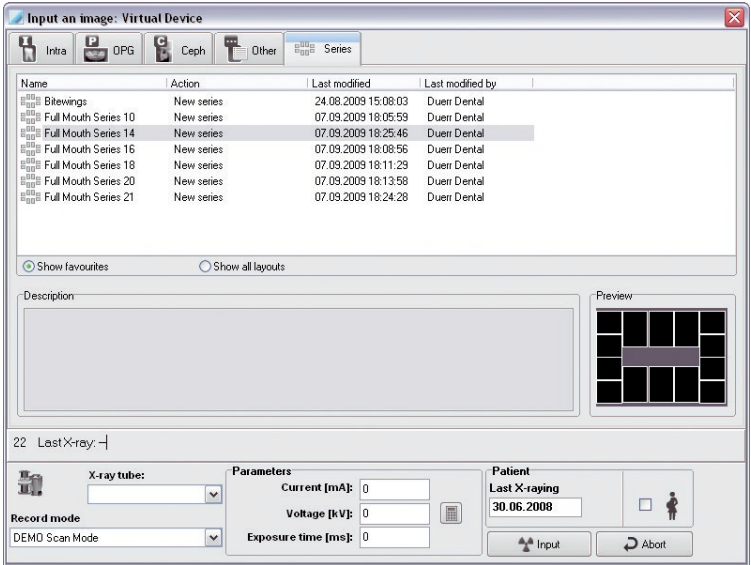 Input an image: Virtual Device
I Intra P OPG C Ceph Other Series
Name Action Last modified Last modified by
Bitewings New series 24.08.2009 15:08:03 Duerr Dental
Full Mouth Series 10 New series 07.09.2009 18:05:59 Duerr Dental
Full Mouth Series 14 New series 07.09.2009 18:25:46 Duerr Dental
Full Mouth Series 16 New series 07.09.2009 18:08:56 Duerr Dental
Full Mouth Series 18 New series 07.09.2009 18:11:29 Duerr Dental
Full Mouth Series 20 New series 07.09.2009 18:13:58 Duerr Dental
Full Mouth Series 21 New series 07.09.2009 18:24:28 Duerr Dental
Show favourites Show all layouts
Description Preview
22 Last X-ray: -
X-ray tube:
Record mode
DEMO Scan Mode
Parameters
Current [mA]: 0
Voltage [kV]: 0
Exposure time [ms]: 0
Patient
Last X-raying
30.06.2008
Input Abort